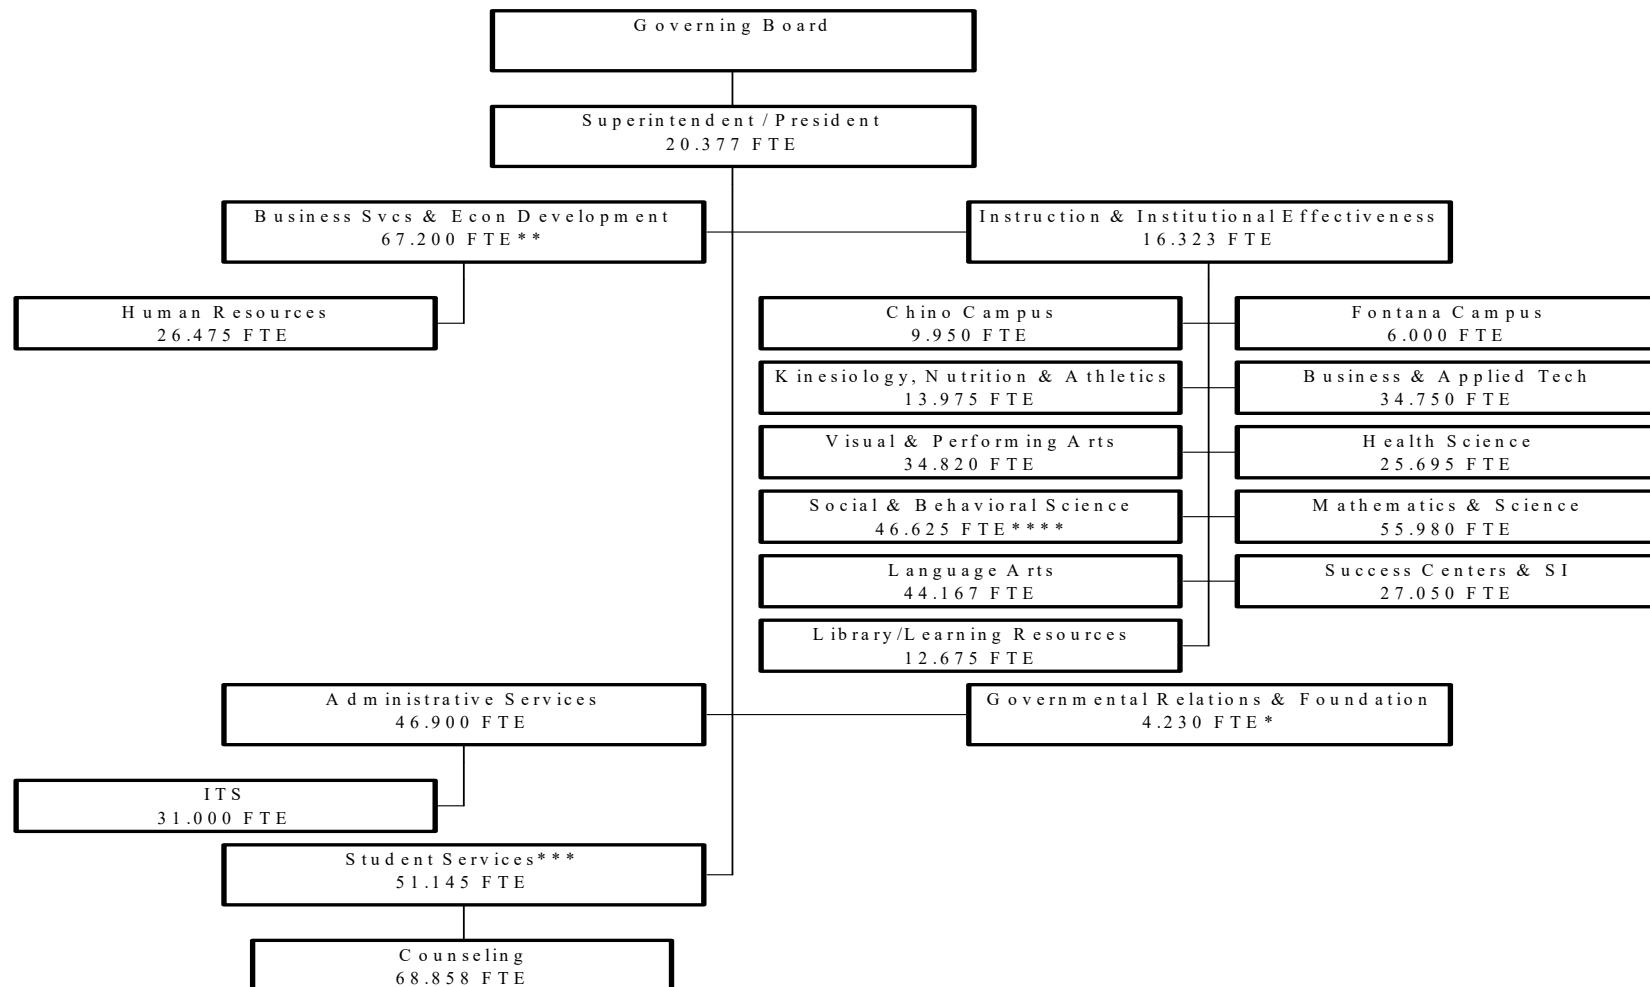 Governing Board
Superintendent / President
20.377 FTE
Business Svcs & Econ Development
67.200 FTE**
Instruction & Institutional Effectiveness
16.323 FTE
Human Resources
26.475 FTE
Chino Campus
9.950 FTE
Fontana Campus
6.000 FTE
Kinesiology, Nutrition & Athletics
13.975 FTE
Business & Applied Tech
34.750 FTE
Visual & Performing Arts
34.820 FTE
Health Science
25.695 FTE
Social & Behavioral Science
46.625 FTE****
Mathematics & Science
55.980 FTE
Language Arts
44.167 FTE
Success Centers & SI
27.050 FTE
Library/Learning Resources
12.675 FTE
Administrative Services
46.900 FTE
Governmental Relations & Foundation
4.230 FTE*
ITS
31.000 FTE
Student Services***
51.145 FTE
Counseling
68.858 FTE